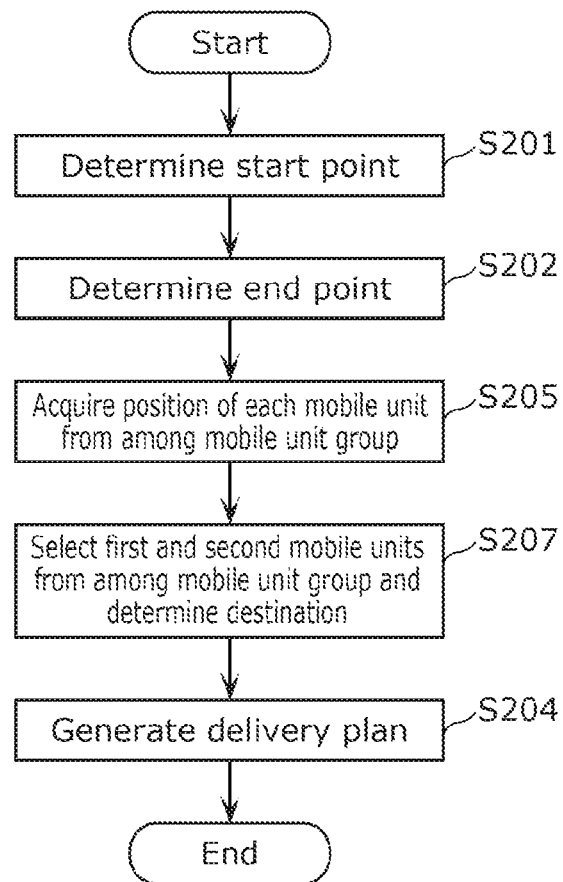 Start
Determine start point
S201
Determine end point
S202
Acquire position of each mobile unit
from among mobile unit group
S205
Select first and second mobile units
from among mobile unit group and
determine destination
S207
Generate delivery plan
S204
End